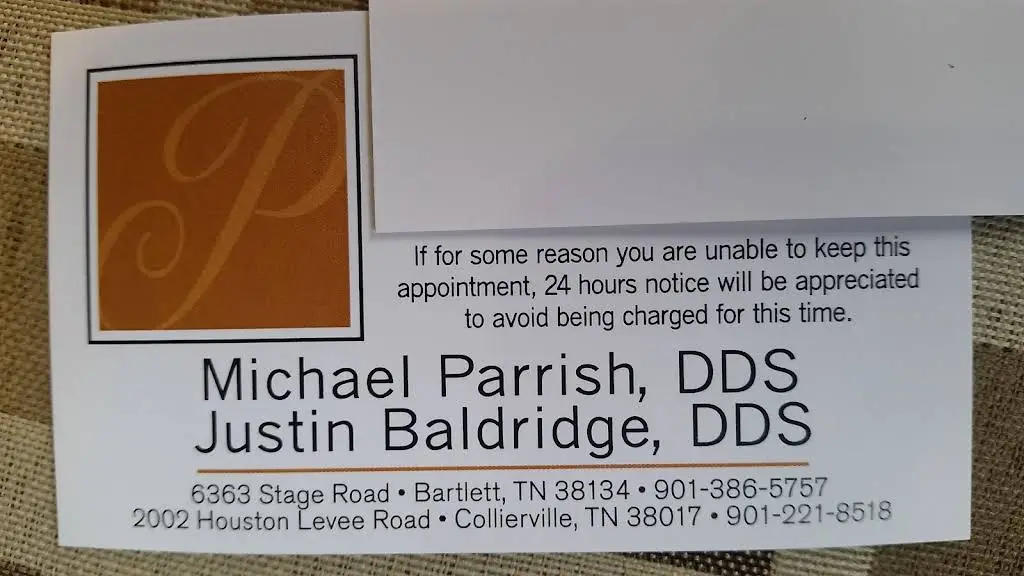 P
If for some reason you are unable to keep this
appointment, 24 hours notice will be appreciated
to avoid being charged for this time.
Michael Parrish, DDS
Justin Baldridge, DDS
6363 Stage Road • Bartlett, TN 38134 • 901-386-5757
2002 Houston Levee Road • Collierville, TN 38017 • 901-221-8518